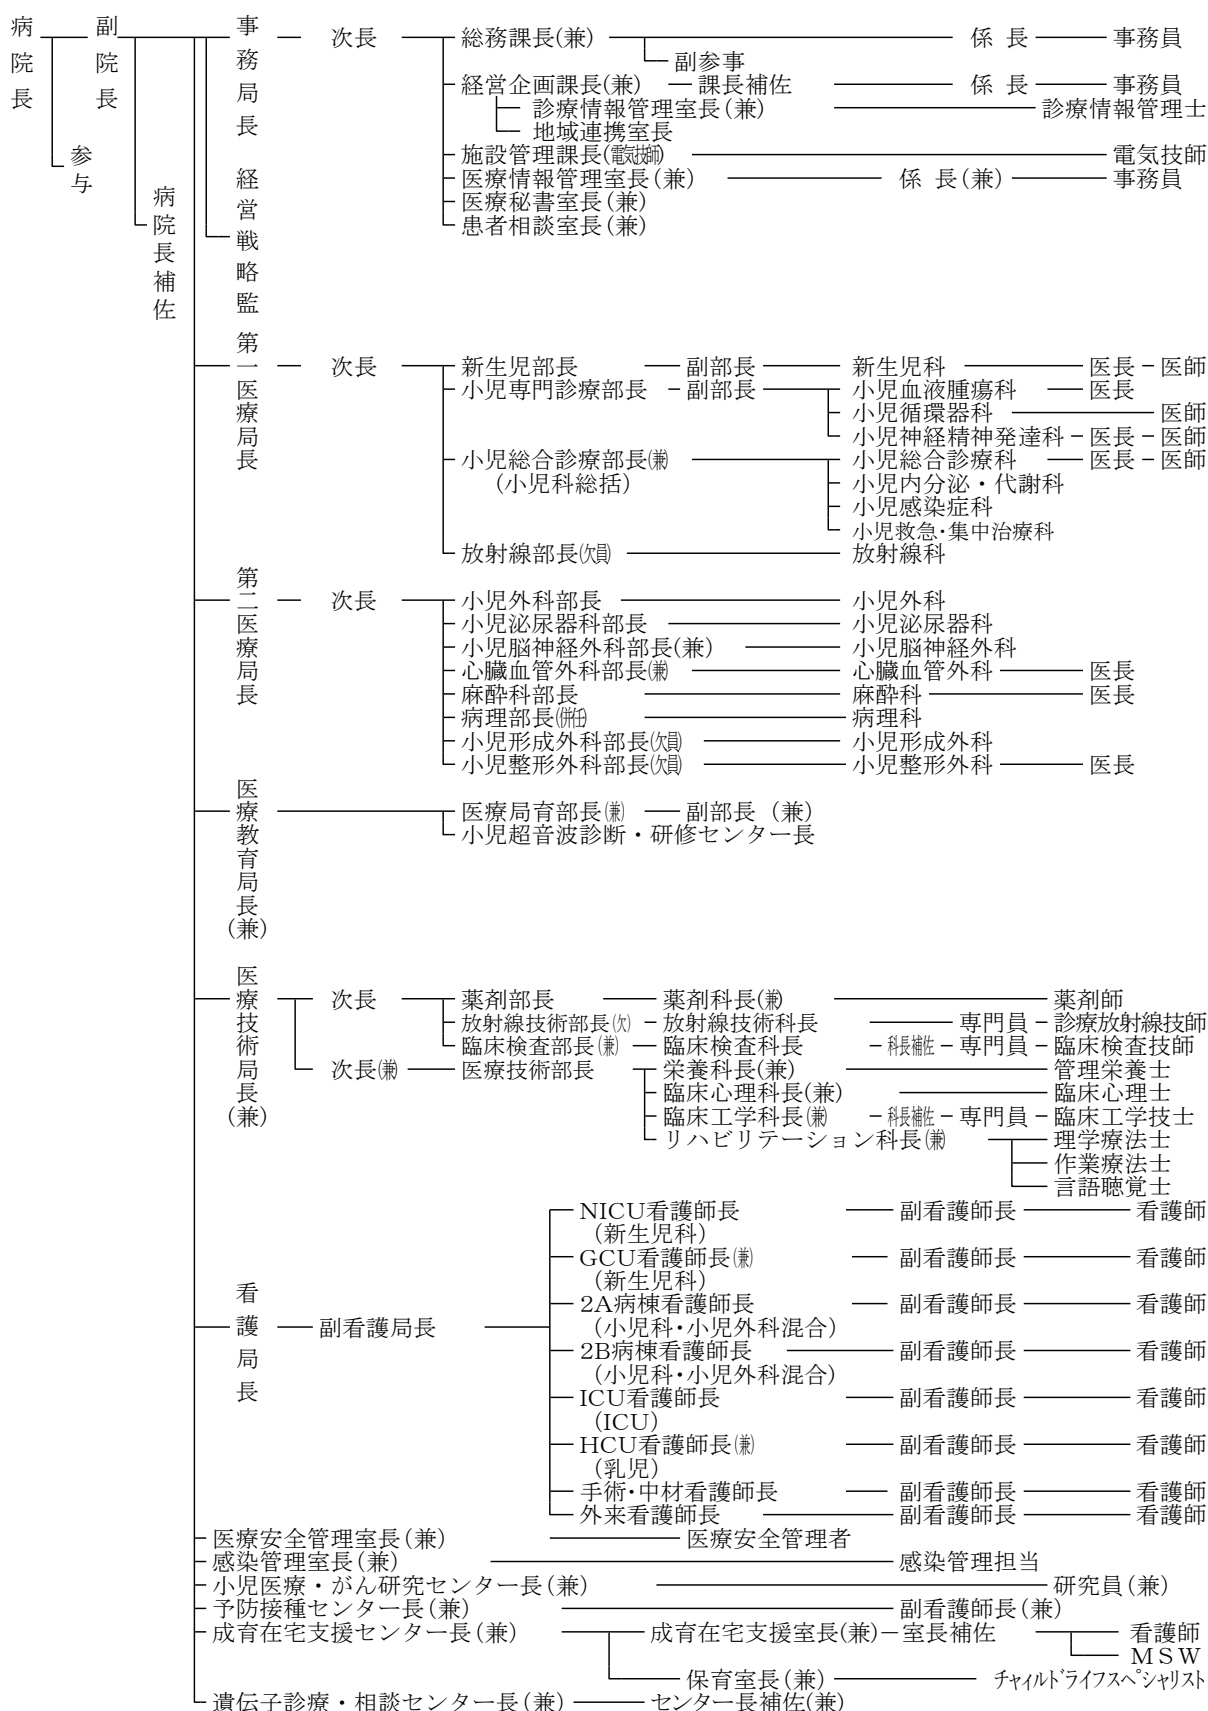 病院長
副院長
参与
病院長補佐
事務局長 次長 総務課長(兼) 係 長 事務員
副参事
経営企画課長(兼) 課長補佐 係 長 事務員
診療情報管理室長(兼) 診療情報管理士
地域連携室長
施設管理課長(電気技師) 電気技師
医療情報管理室長(兼) 係 長(兼) 事務員
医療秘書室長(兼)
患者相談室長(兼)
経営戦略監
第一医療局長 次長 新生児部長 副部長 新生児科 医長 医師
小児専門診療部長 副部長 小児血液腫瘍科 医長
小児循環器科 医師
小児神経精神発達科 医長 医師
小児総合診療部長(兼) 小児総合診療科 医長 医師
(小児科総括) 小児内分泌・代謝科
小児感染症科
小児救急・集中治療科
放射線部長(欠員) 放射線科
第二医療局長 次長 小児外科部長 小児外科
小児泌尿器科部長 小児泌尿器科
小児脳神経外科部長(兼) 小児脳神経外科
心臓血管外科部長(兼) 心臓血管外科 医長
麻酔科部長 麻酔科 医長
病理部長(併任) 病理科
小児形成外科部長(欠員) 小児形成外科
小児整形外科部長(欠員) 小児整形外科 医長
医療教育局長(兼) 医療局育部長(兼) 副部長 (兼)
小児超音波診断・研修センター長
医療技術局長(兼) 次長 薬剤部長 薬剤科長(兼) 薬剤師
放射線技術部長(欠) 放射線技術科長 専門員 診療放射線技師
臨床検査部長(兼) 臨床検査科長 科長補佐 専門員 臨床検査技師
次長(兼) 医療技術部長 栄養科長(兼) 管理栄養士
臨床心理科長(兼) 臨床心理士
臨床工学科長(兼) 科長補佐 専門員 臨床工学技士
リハビリテーション科長(兼) 理学療法士
作業療法士
言語聴覚士
看護局長 副看護局長
NICU看護師長 副看護師長 看護師
(新生児科)
GCU看護師長(兼) 副看護師長 看護師
(新生児科)
2A病棟看護師長 副看護師長 看護師
(小児科・小児外科混合)
2B病棟看護師長 副看護師長 看護師
(小児科・小児外科混合)
ICU看護師長 副看護師長 看護師
(ICU)
HCU看護師長(兼) 副看護師長 看護師
(乳児)
手術・中材看護師長 副看護師長 看護師
外来看護師長 副看護師長 看護師
医療安全管理室長(兼) 医療安全管理者
感染管理室長(兼) 感染管理担当
小児医療・がん研究センター長(兼) 研究員(兼)
予防接種センター長(兼) 副看護師長(兼)
成育在宅支援センター長(兼) 成育在宅支援室長(兼)－室長補佐 看護師
ＭＳＷ
保育室長(兼) チャイルドライフスペシャリスト
遺伝子診療・相談センター長(兼) センター長補佐(兼)